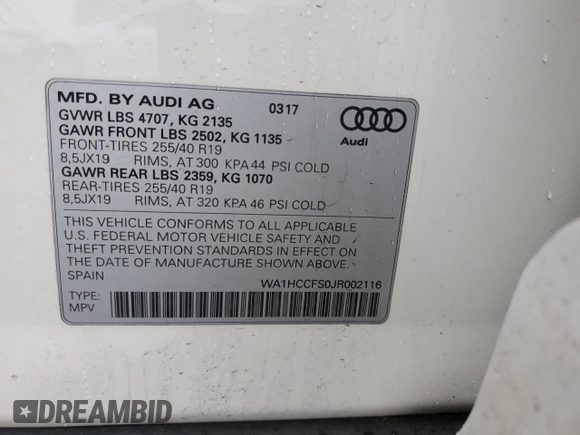 MFD. BY AUDI AG 0317
GVWR LBS 4707, KG 2135
GAWR FRONT LBS 2502, KG 1135
FRONT-TIRES 255/40 R19
8,5JX19 RIMS, AT 300 KPA 44 PSI COLD
GAWR REAR LBS 2359, KG 1070
REAR-TIRES 255/40 R19
8,5JX19 RIMS, AT 320 KPA 46 PSI COLD
Audi
THIS VEHICLE CONFORMS TO ALL APPLICABLE
U.S. FEDERAL MOTOR VEHICLE SAFETY AND
THEFT PREVENTION STANDARDS IN EFFECT ON
THE DATE OF MANUFACTURE SHOWN ABOVE.
SPAIN
WA1HCCFS0JR002116
TYPE:
MPV
DREAMBID